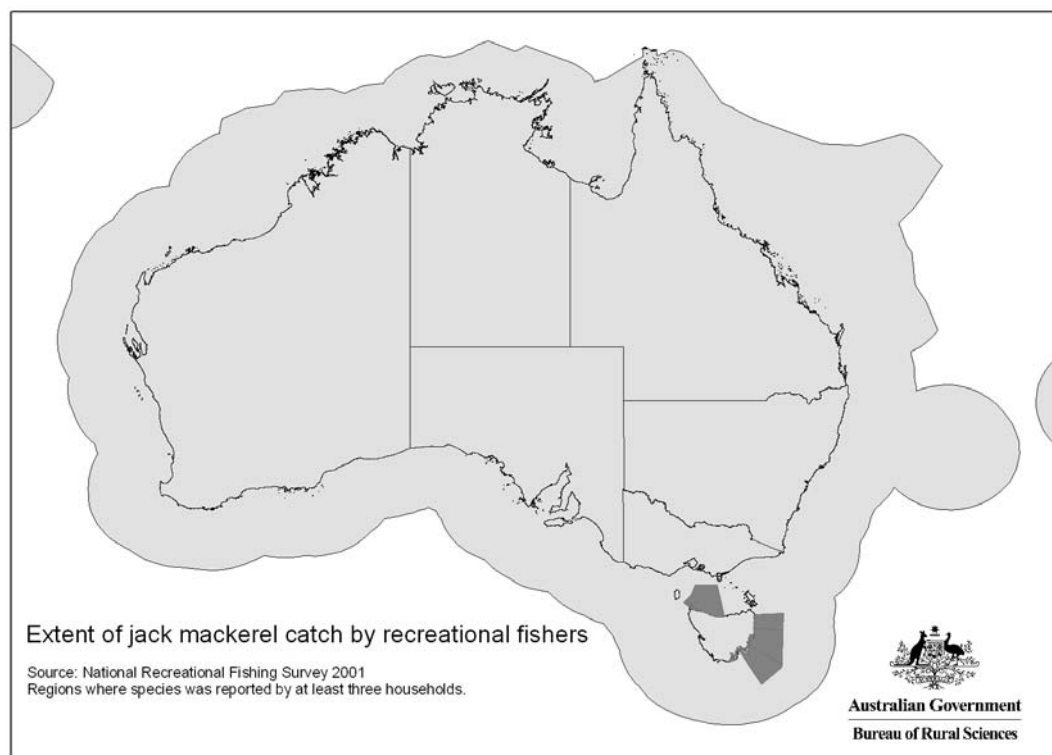 Extent of jack mackerel catch by recreational fishers
Source: National Recreational Fishing Survey 2001
Regions where species was reported by at least three households.
Australian Government
Bureau of Rural Sciences